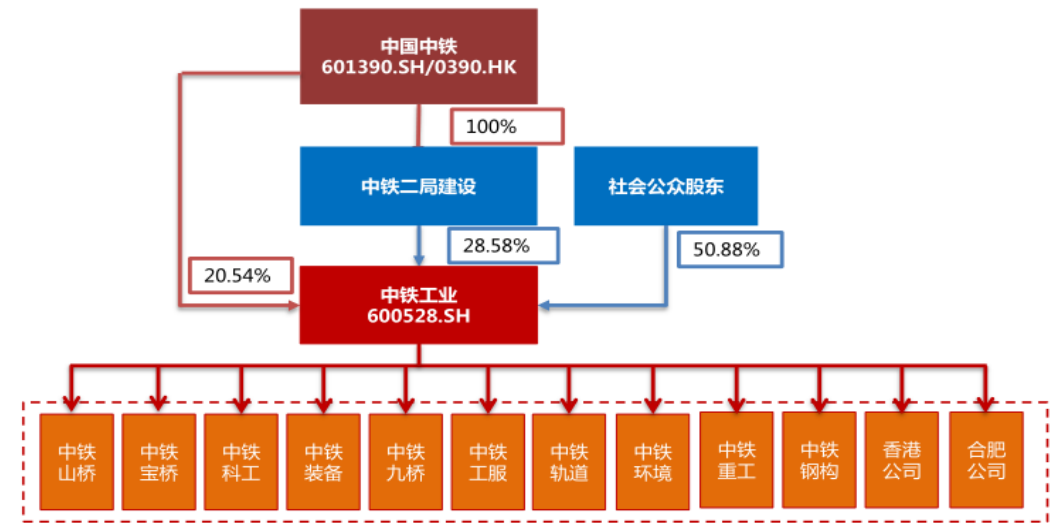 中国中铁
601390.SH/0390.HK
100%
中铁二局建设
社会公众股东
28.58%
50.88%
20.54%
中铁工业
600528.SH
中铁
山桥
中铁
宝桥
中铁
科工
中铁
装备
中铁
九桥
中铁
工服
中铁
轨道
中铁
环境
中铁
重工
中铁
钢构
香港
公司
合肥
公司